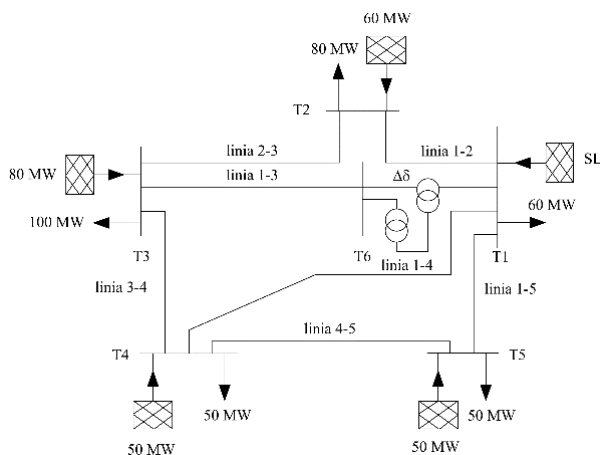 60 MW
80 MW
T2
linia 2-3
linia 1-2
SL
80 MW
linia 1-3
Δδ
60 MW
100 MW
T3
T6
T1
linia 1-4
linia 3-4
linia 1-5
linia 4-5
T4
T5
50 MW
50 MW
50 MW
50 MW